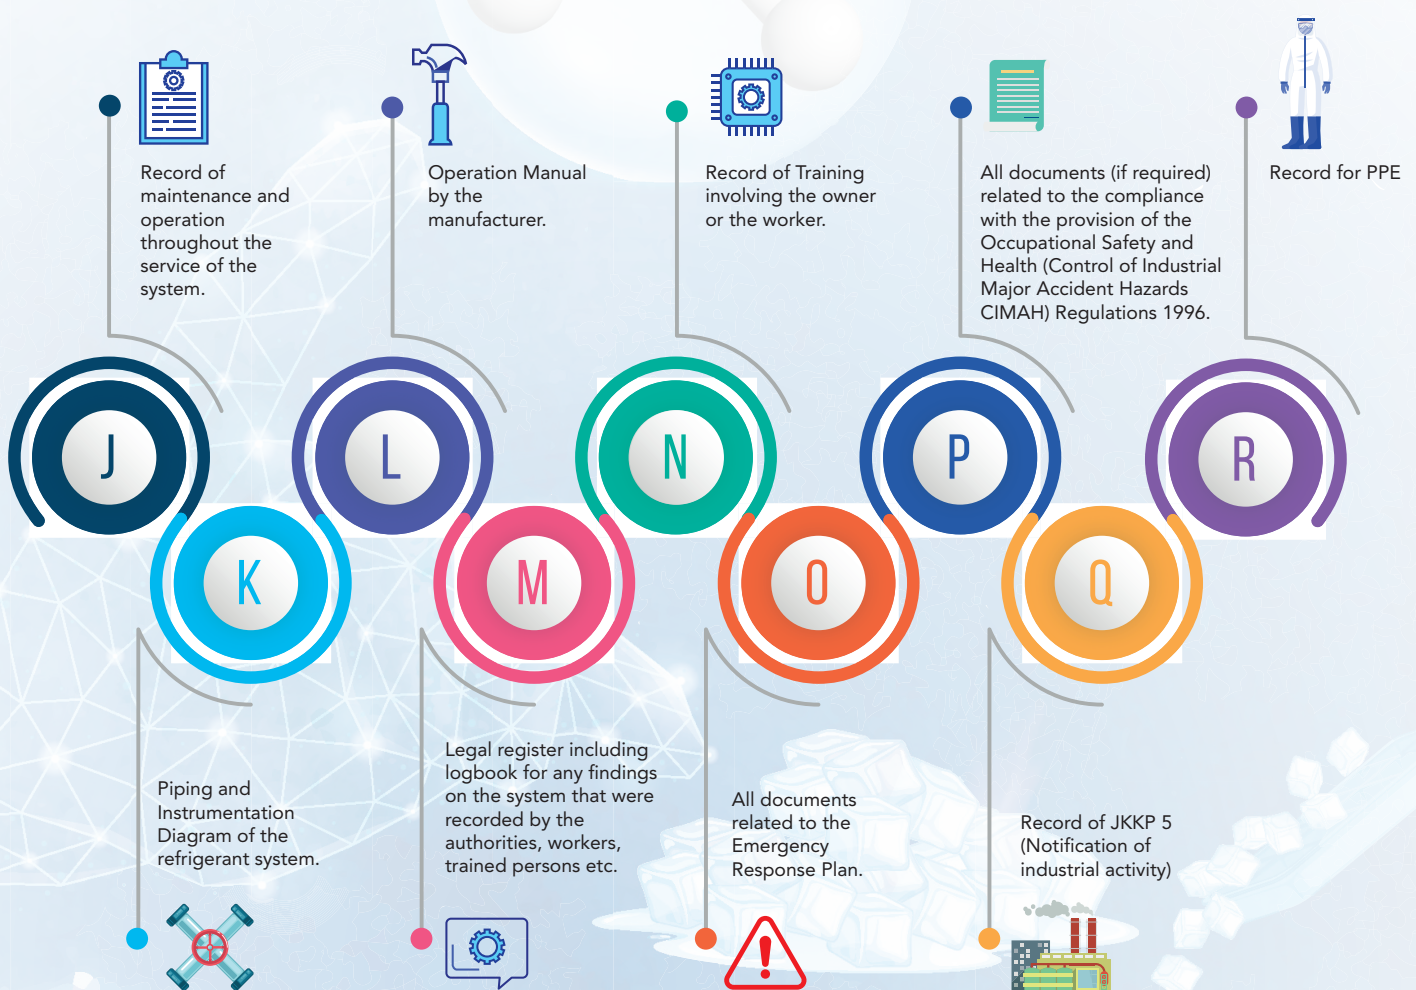 Record of
maintenance and
operation
throughout the
service of the
system.
Operation Manual
by the
manufacturer.
Record of Training
involving the owner
or the worker.
All documents (if required)
related to the compliance
with the provision of the
Occupational Safety and
Health (Control of Industrial
Major Accident Hazards
CIMAH) Regulations 1996.
Record for PPE
J
L
N
P
R
K
M
O
Q
Piping and
Instrumentation
Diagram of the
refrigerant system.
Legal register including
logbook for any findings
on the system that were
recorded by the
authorities, workers,
trained persons etc.
All documents
related to the
Emergency
Response Plan.
Record of JKKP 5
(Notification of
industrial activity)